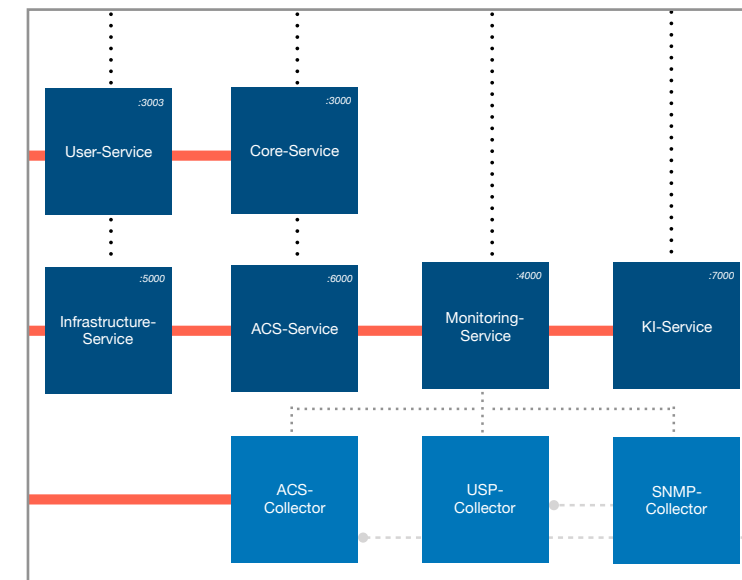 :3003
User-Service
:3000
Core-Service
:5000
Infrastructure-
Service
:6000
ACS-Service
:4000
Monitoring-
Service
:7000
KI-Service
ACS-
Collector
USP-
Collector
SNMP-
Collector